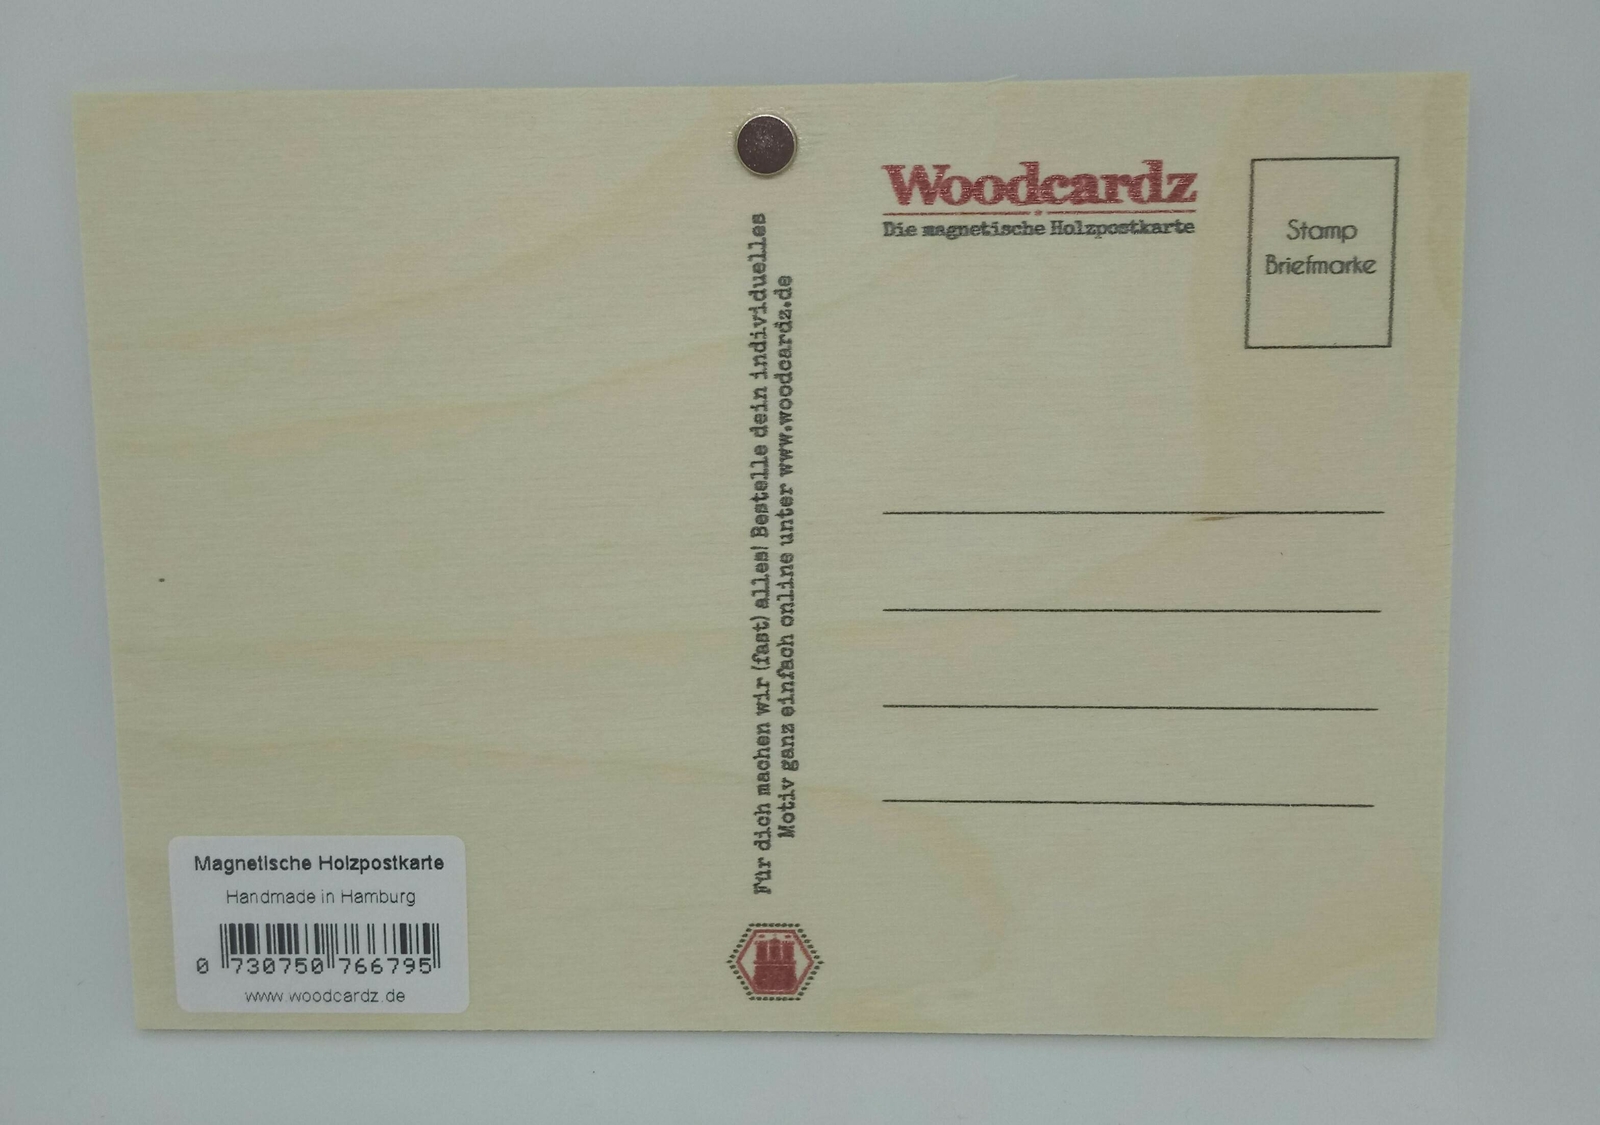 Woodcardz
Die magnetische Holzpostkarte
Stamp
Briefmarke
Für dich machen wir (fast) alles! Bestelle dein individuelles
Motiv ganz einfach online unter www.woodcardz.de
Magnetische Holzpostkarte
Handmade in Hamburg
0 730750 766795
www.woodcardz.de